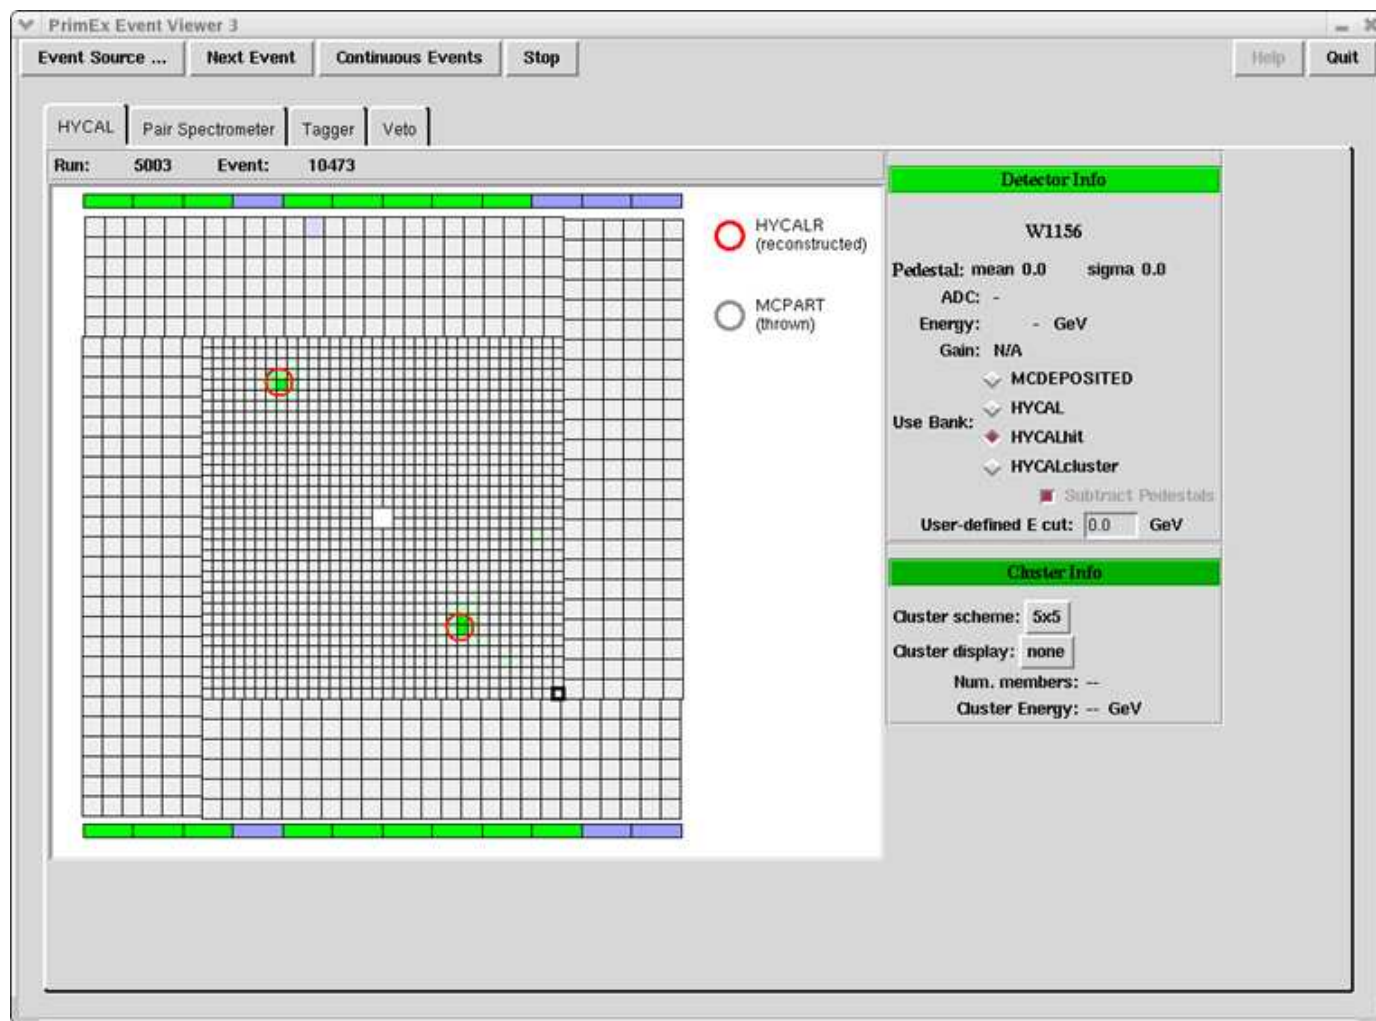 PrimEx Event Viewer 3
Event Source ... Next Event Continuous Events Stop Help Quit
HYCAL Pair Spectrometer Tagger Veto
Run: 5003 Event: 10473
HYCALR
(reconstructed)
MCPART
(thrown)
Detector Info
W1156
Pedestal: mean 0.0 sigma 0.0
ADC: -
Energy: - GeV
Gain: N/A
Use Bank:
MCDEPOSITED
HYCAL
HYCALhit
HYCALcluster
Subtract Pedestals
User-defined E cut: 0.0 GeV
Cluster Info
Cluster scheme: 5x5
Cluster display: none
Num. members: --
Cluster Energy: -- GeV